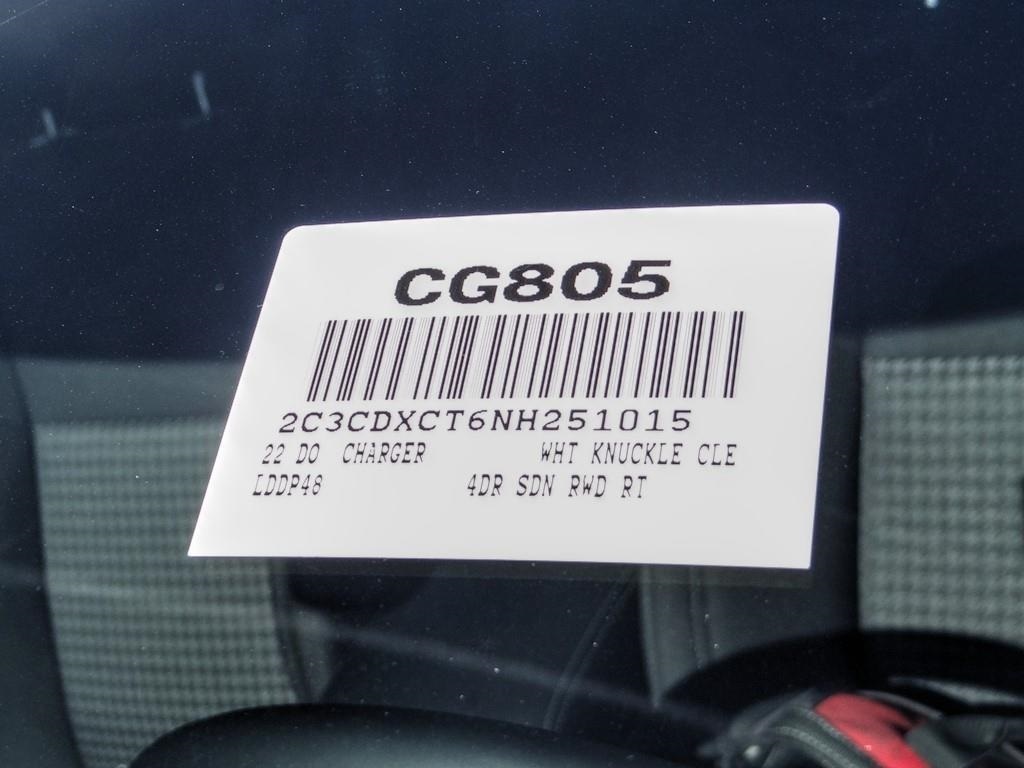 CG805
2C3CDXCT6NH251015
22 DO CHARGER WHT KNUCKLE CLE
LDDP48 4DR SDN RWD RT